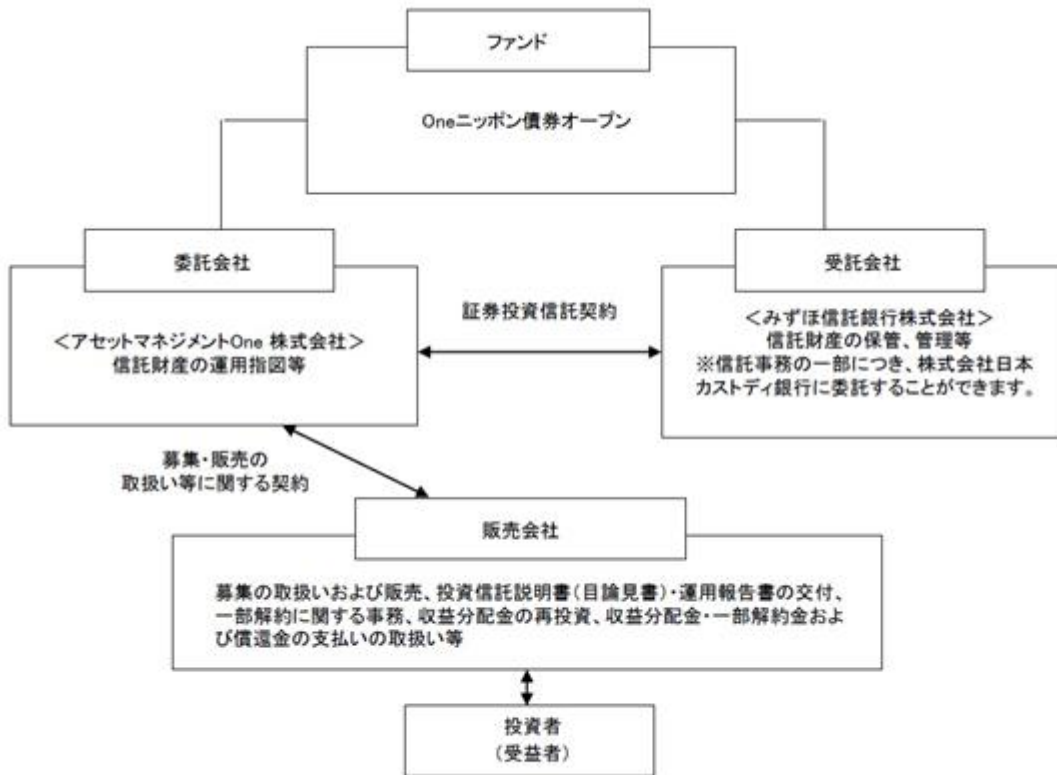 ファンド
Oneニッポン債券オープン
委託会社
<アセットマネジメントOne 株式会社>
信託財産の運用指図等
証券投資信託契約
受託会社
<みずほ信託銀行株式会社>
信託財産の保管、管理等
※信託事務の一部につき、株式会社日本
カストディ銀行に委託することができます。
募集・販売の
取扱い等に関する契約
販売会社
募集の取扱いおよび販売、投資信託説明書(目論見書)・運用報告書の交付、
一部解約に関する事務、収益分配金の再投資、収益分配金・一部解約金およ
び償還金の支払いの取扱い等
投資者
(受益者)